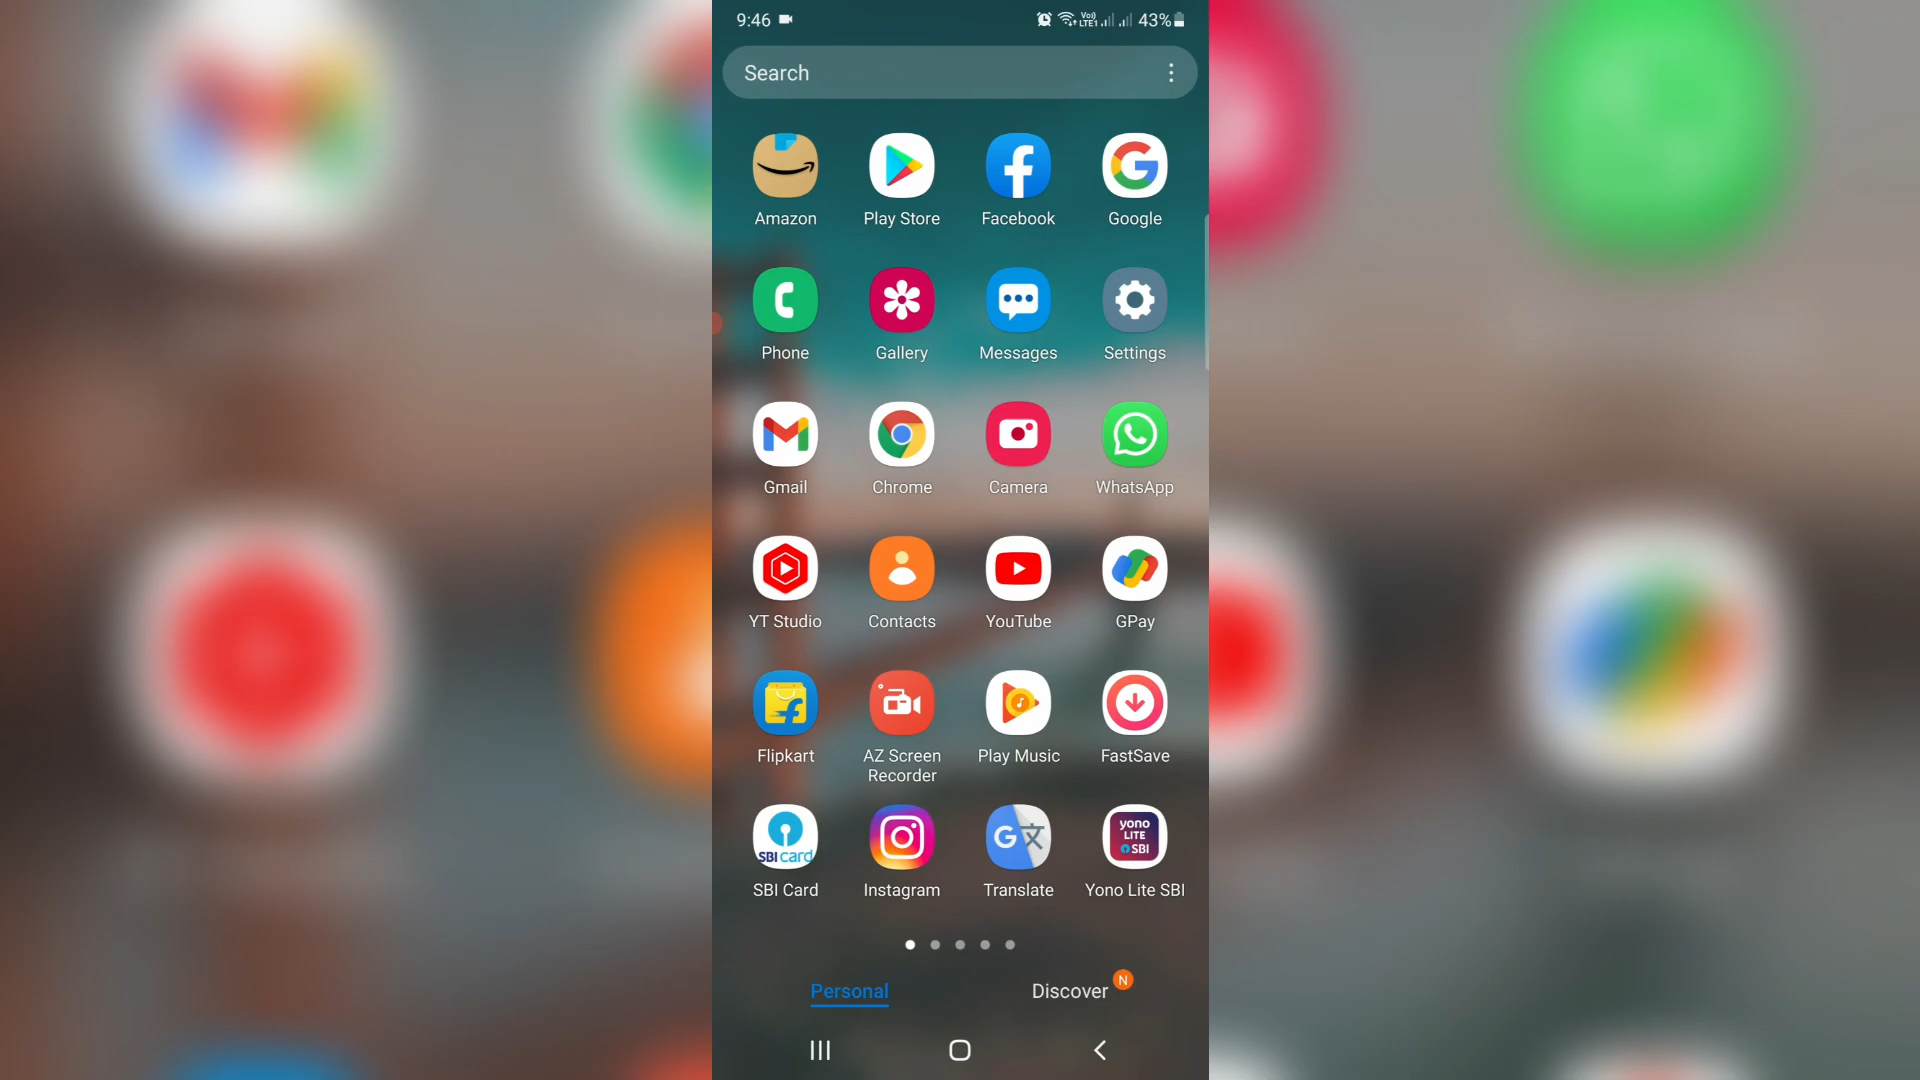 9:46
Vo)
LTE1
43%
Search
Amazon
Play Store
Facebook
Google
Phone
Gallery
Messages
Settings
Gmail
Chrome
Camera
WhatsApp
YT Studio
Contacts
YouTube
GPay
Flipkart
AZ Screen
Recorder
Play Music
FastSave
SBI card
yono
LITE
SBI
SBI Card
Instagram
Translate
Yono Lite SBI
Personal
Discover
N